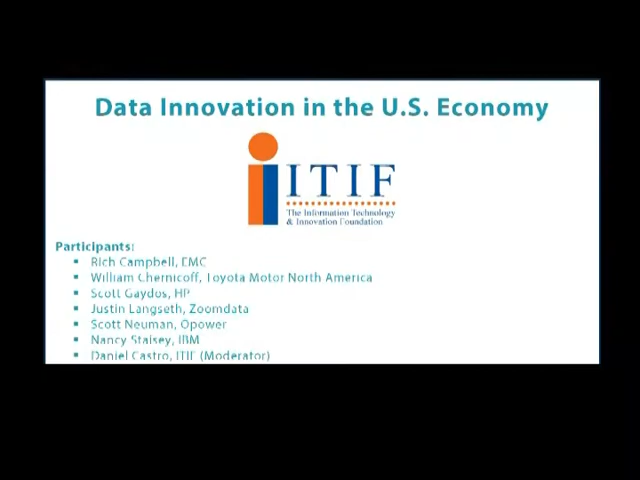 Data Innovation in the U.S. Economy
ITIF
The Information Technology
& Innovation Foundation
Participants:
▪ Rich Campbell, EMC
▪ William Chernicoff, Toyota Motor North America
▪ Scott Gaydos, HP
▪ Justin Langseth, Zoomdata
▪ Scott Neuman, Opower
▪ Nancy Staisey, IBM
▪ Daniel Castro, ITIF (Moderator)